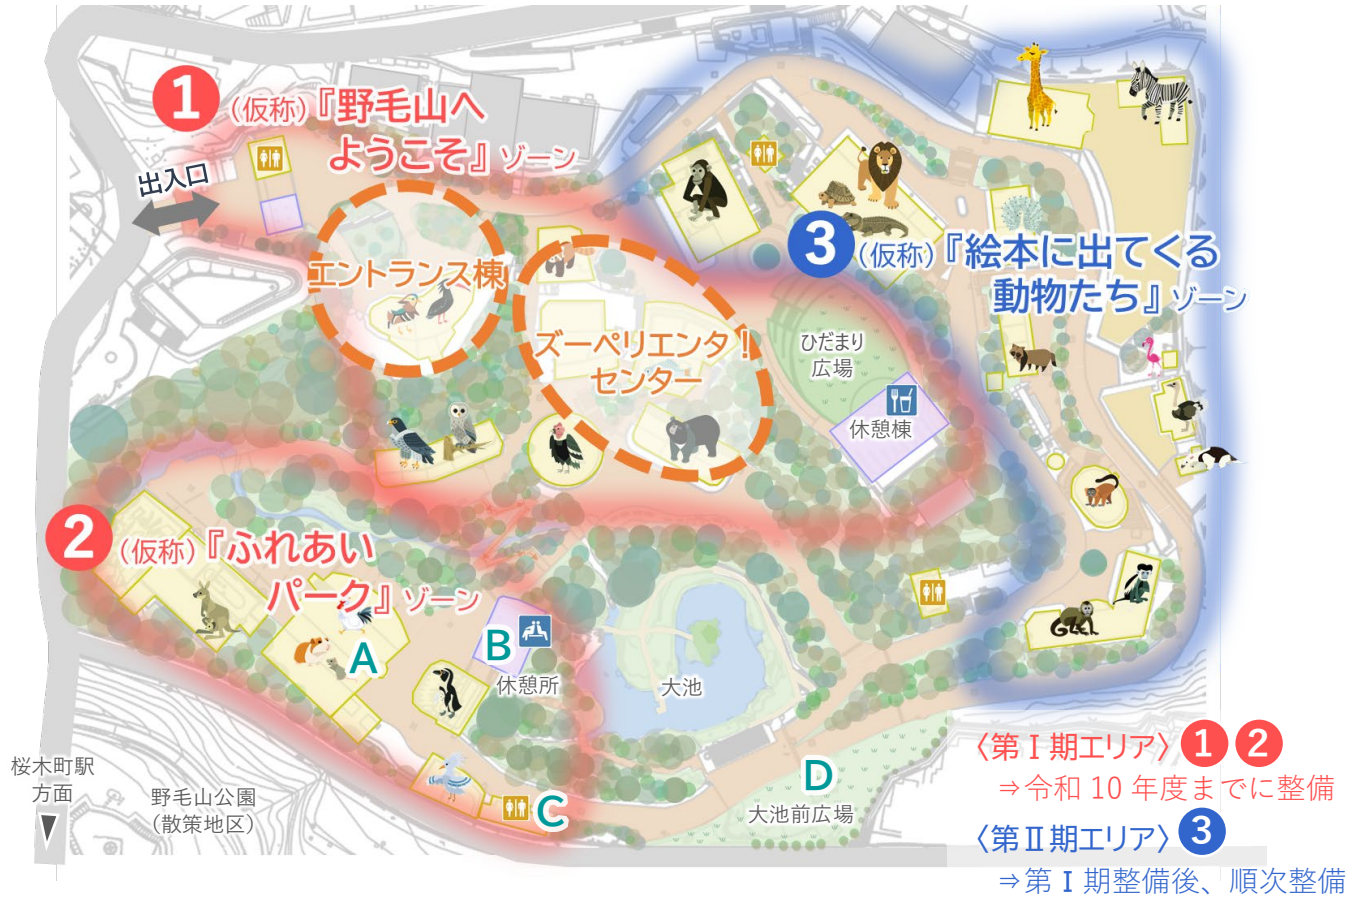 1 (仮称)『野毛山へ
ようこそ』ゾーン
出入口
エントランス棟
ズーペリエンタ！
センター
3 (仮称)『絵本に出てくる
動物たち』ゾーン
ひだまり
広場
休憩棟
2 (仮称)『ふれあい
パーク』ゾーン
A
B
休憩所
大池
C
D
大池前広場
桜木町駅
方面
野毛山公園
（散策地区）
〈第Ⅰ期エリア〉1 2
⇒令和 10 年度までに整備
〈第Ⅱ期エリア〉3
⇒第Ⅰ期整備後、順次整備